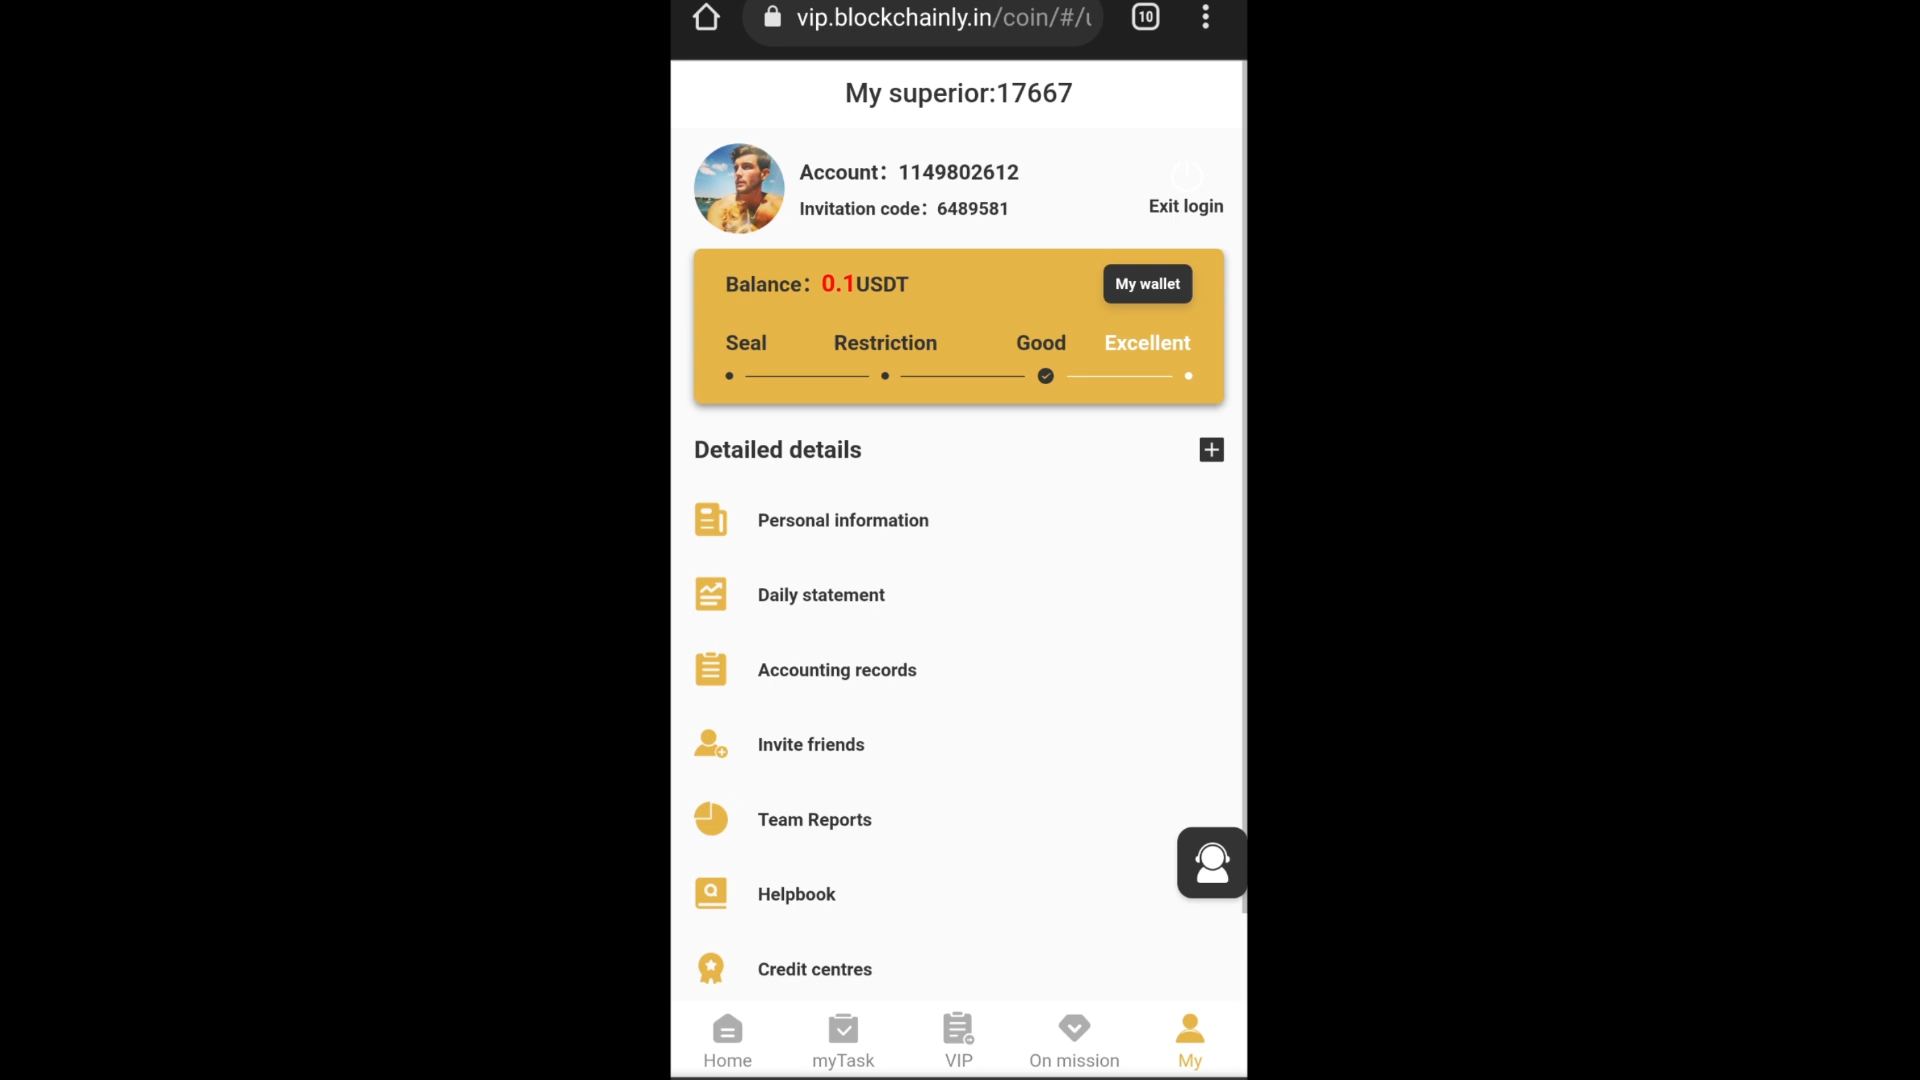 vip.blockchainly.in/coin/#/u
10
My superior:17667
Account：1149802612
Invitation code：6489581
Exit login
Balance：0.1USDT
My wallet
Seal Restriction Good Excellent
Detailed details
Personal information
Daily statement
Accounting records
Invite friends
Team Reports
Helpbook
Credit centres
Home myTask VIP On mission My